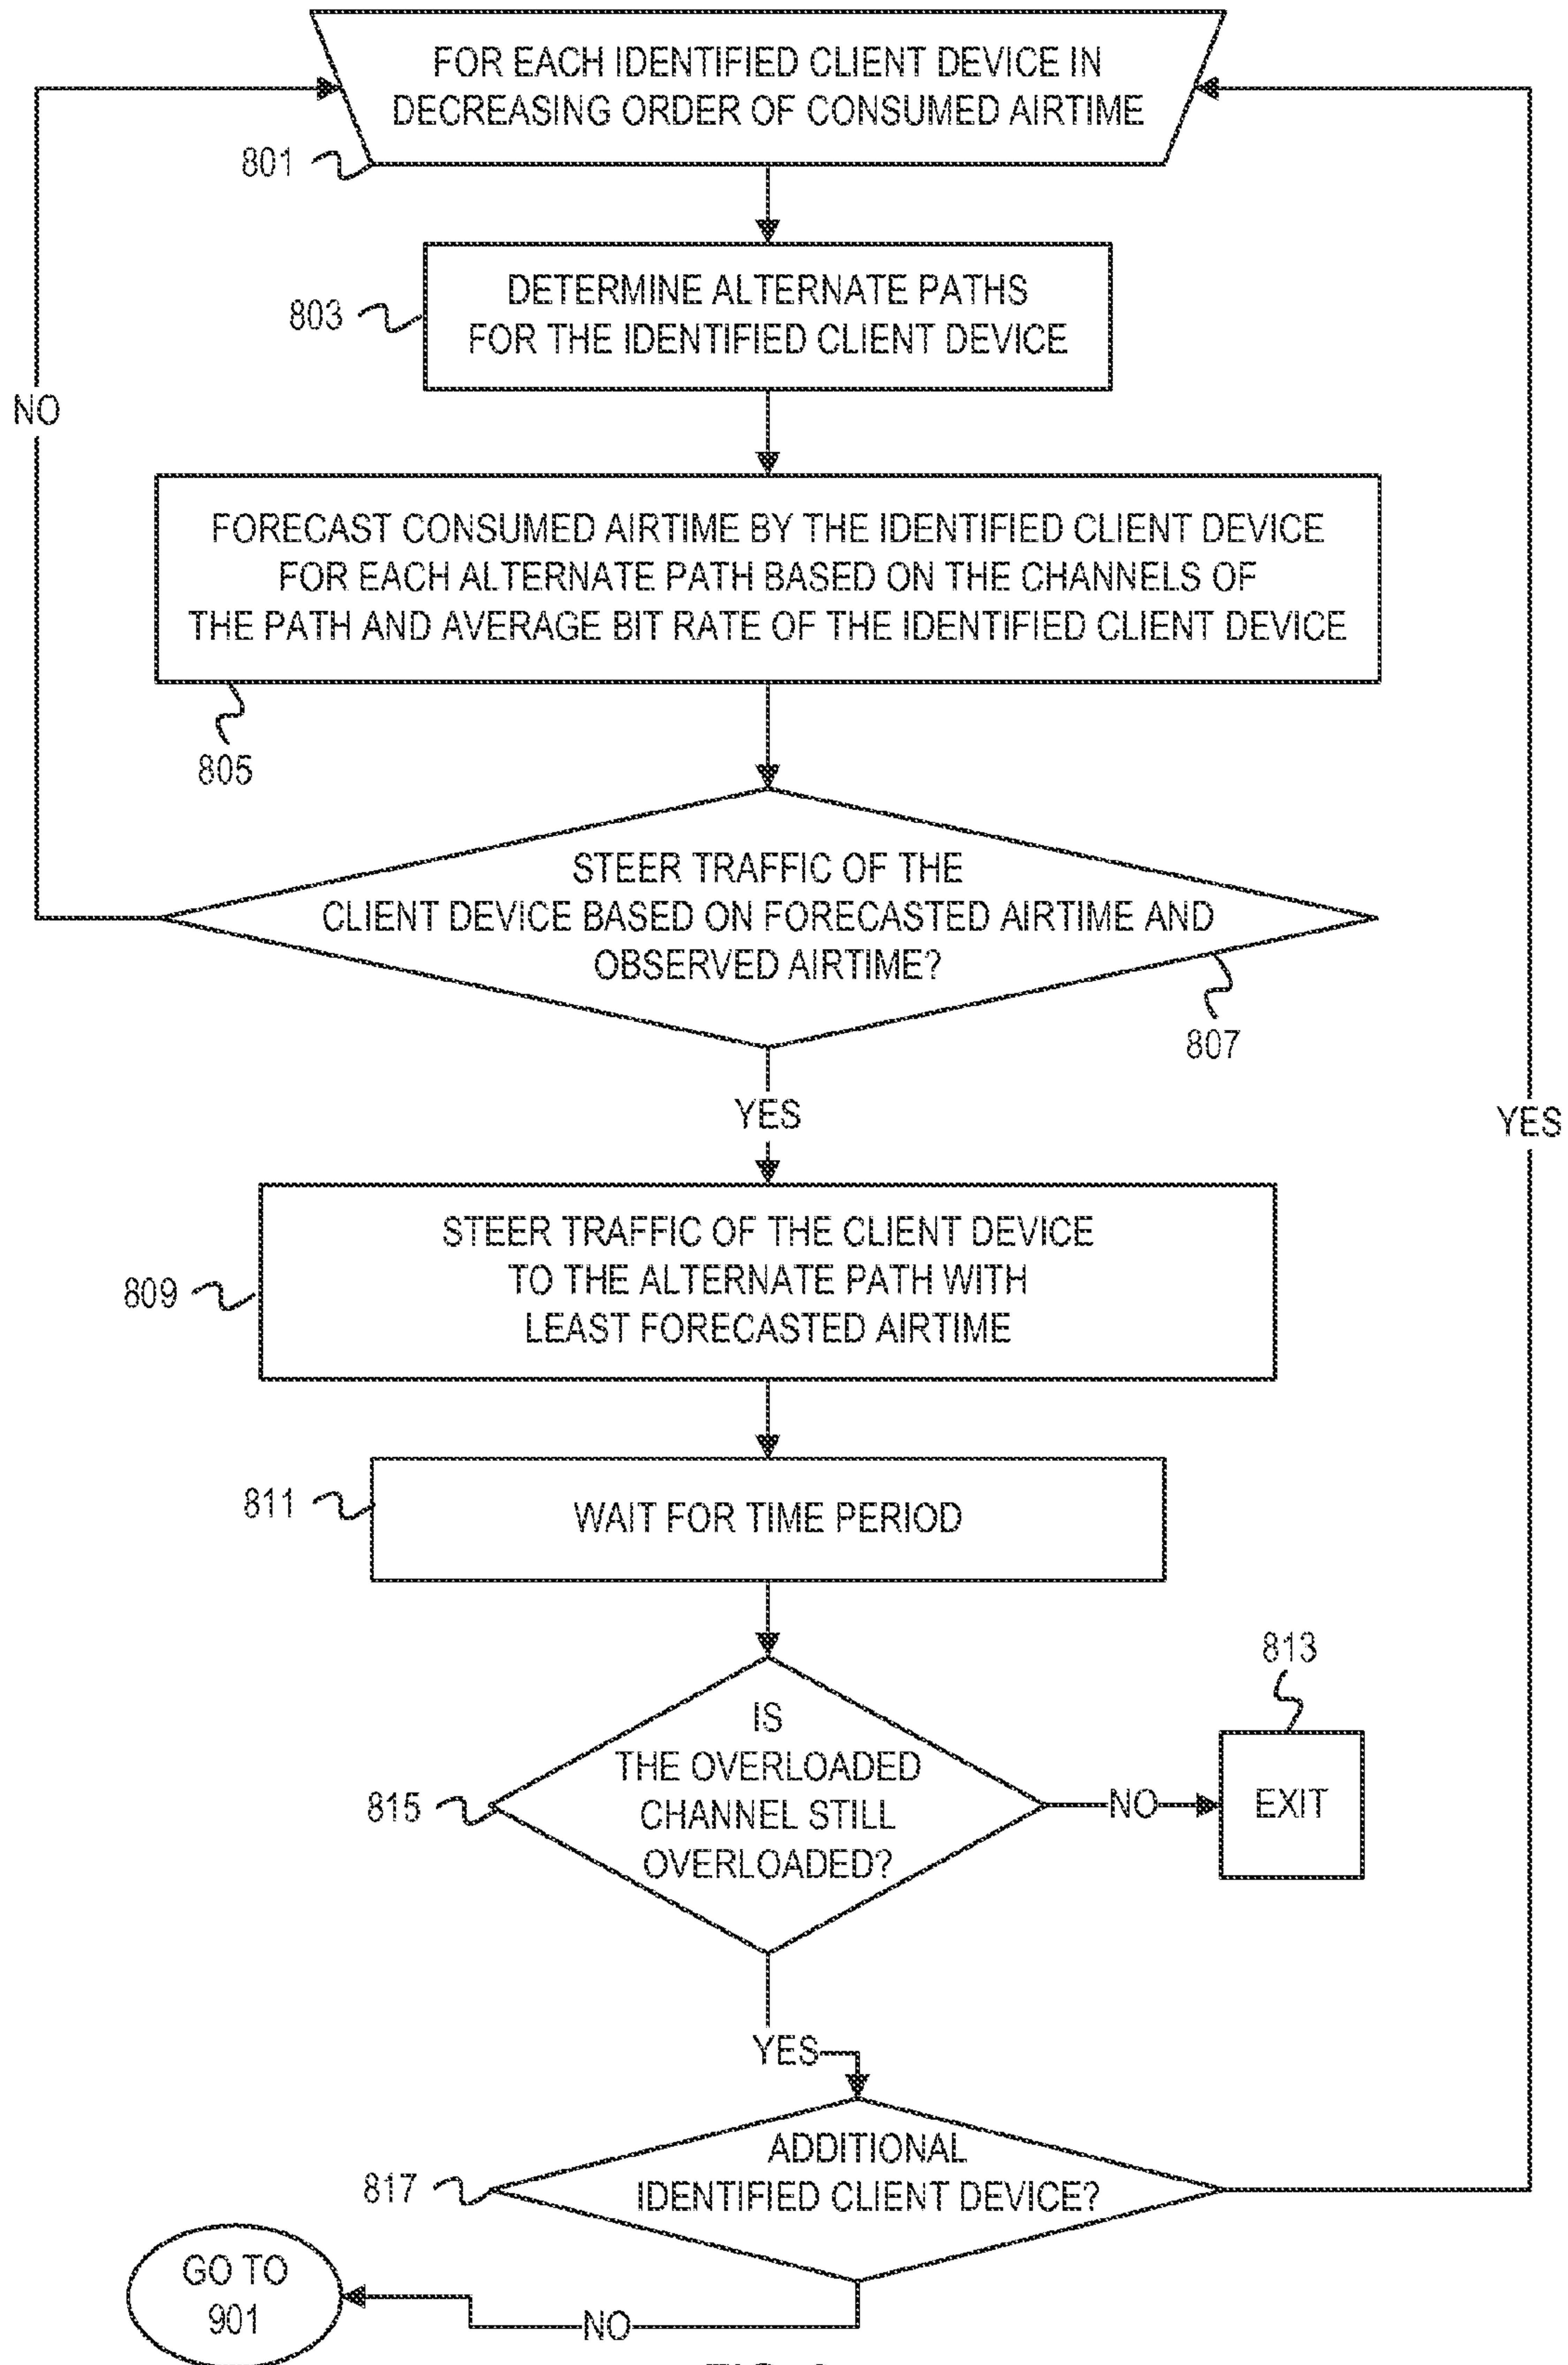 FOR EACH IDENTIFIED CLIENT DEVICE IN
DECREASING ORDER OF CONSUMED AIRTIME
801
DETERMINE ALTERNATE PATHS
FOR THE IDENTIFIED CLIENT DEVICE
803
NO
FORECAST CONSUMED AIRTIME BY THE IDENTIFIED CLIENT DEVICE
FOR EACH ALTERNATE PATH BASED ON THE CHANNELS OF
THE PATH AND AVERAGE BIT RATE OF THE IDENTIFIED CLIENT DEVICE
805
STEER TRAFFIC OF THE
CLIENT DEVICE BASED ON FORECASTED AIRTIME AND
OBSERVED AIRTIME?
807
YES
YES
STEER TRAFFIC OF THE CLIENT DEVICE
TO THE ALTERNATE PATH WITH
LEAST FORECASTED AIRTIME
809
811
WAIT FOR TIME PERIOD
813
IS
THE OVERLOADED
CHANNEL STILL
OVERLOADED?
815
NO
EXIT
YES
ADDITIONAL
IDENTIFIED CLIENT DEVICE?
817
GO TO
901
NO